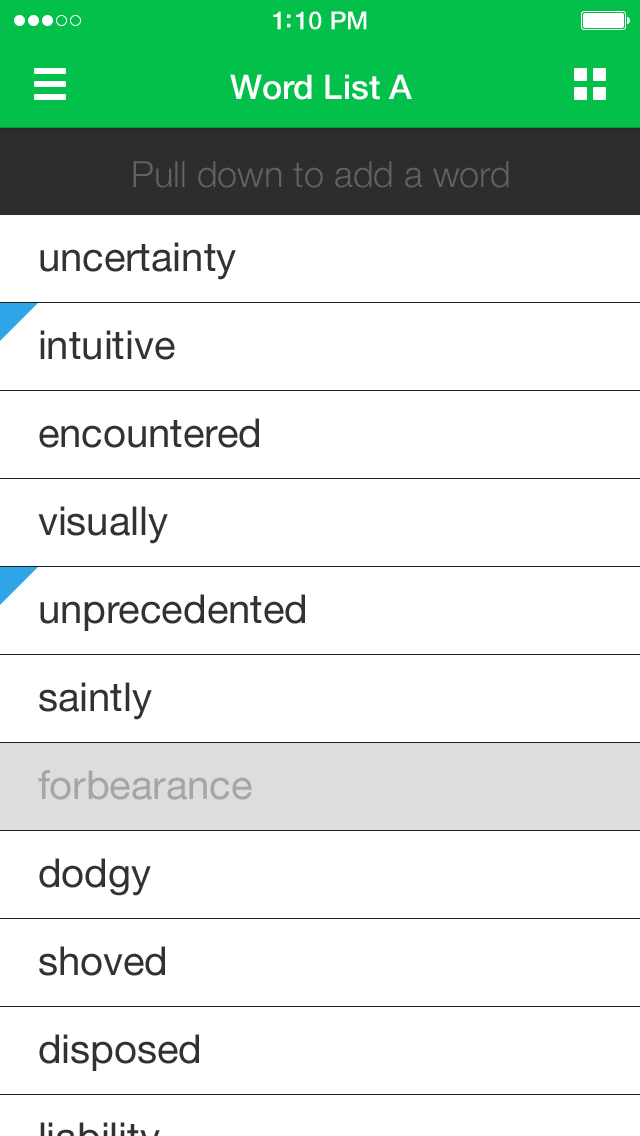 1:10 PM
Word List A
Pull down to add a word
uncertainty
intuitive
encountered
visually
unprecedented
saintly
forbearance
dodgy
shoved
disposed
liability